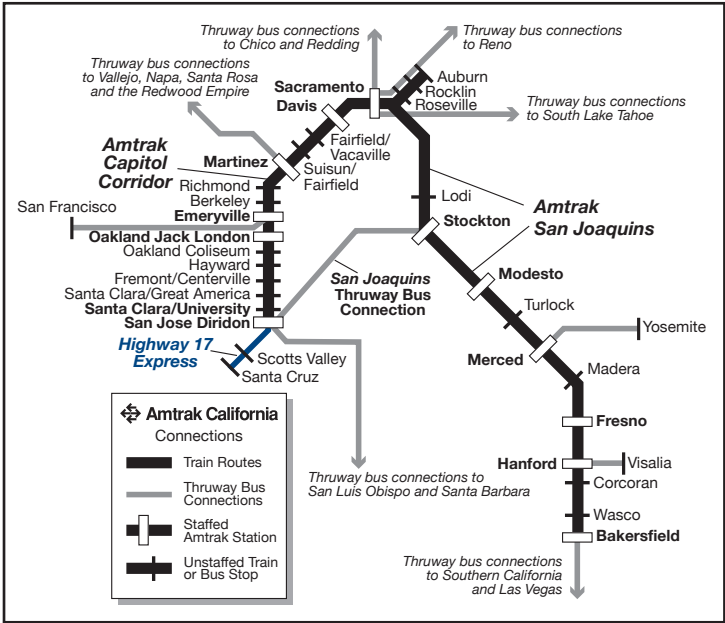 Thruway bus connections
to Chico and Redding
Thruway bus connections
to Reno
Thruway bus connections
to Vallejo, Napa, Santa Rosa
and the Redwood Empire
Sacramento
Davis
Auburn
Rocklin
Roseville
Thruway bus connections
to South Lake Tahoe
Fairfield/
Vacaville
Suisun/
Fairfield
Amtrak
Capitol
Corridor
Martinez
Richmond
Berkeley
San Francisco
Emeryville
Oakland Jack London
Oakland Coliseum
Hayward
Fremont/Centerville
Santa Clara/Great America
Santa Clara/University
San Jose Diridon
Highway 17
Express
Scotts Valley
Santa Cruz
Lodi
Stockton
Amtrak
San Joaquins
San Joaquins
Thruway Bus
Connection
Modesto
Turlock
Merced
Yosemite
Madera
Fresno
Hanford
Visalia
Corcoran
Wasco
Bakersfield
Thruway bus connections to
San Luis Obispo and Santa Barbara
Thruway bus connections
to Southern California
and Las Vegas
Amtrak California
Connections
Train Routes
Thruway Bus
Connections
Staffed
Amtrak Station
Unstaffed Train
or Bus Stop